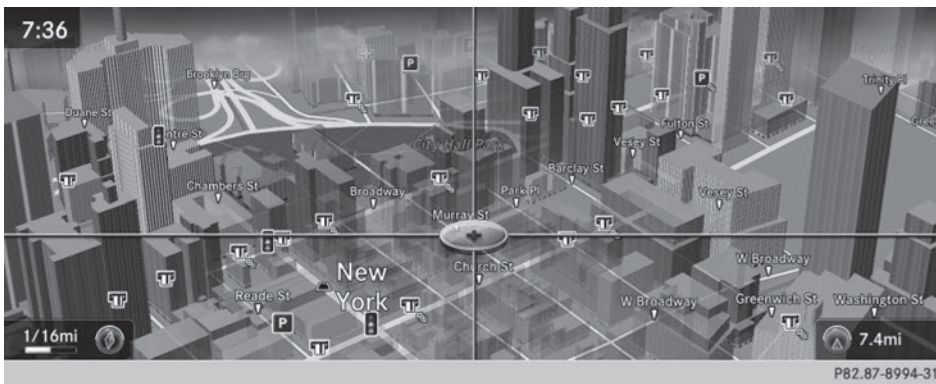 7:36
Brooklyn Brg
P
P
Trinity Pl
Duane St
Fulton St
Centre St
Vesey St
City Hall Park
Barclay St
Chambers St
Broadway
Park Pl
Vesey St
Murray St
W Broadway
Church St
New
York
Reade St
W Broadway
Greenwich St
Washington St
P
1/16mi
7.4mi
P82.87-8994-31